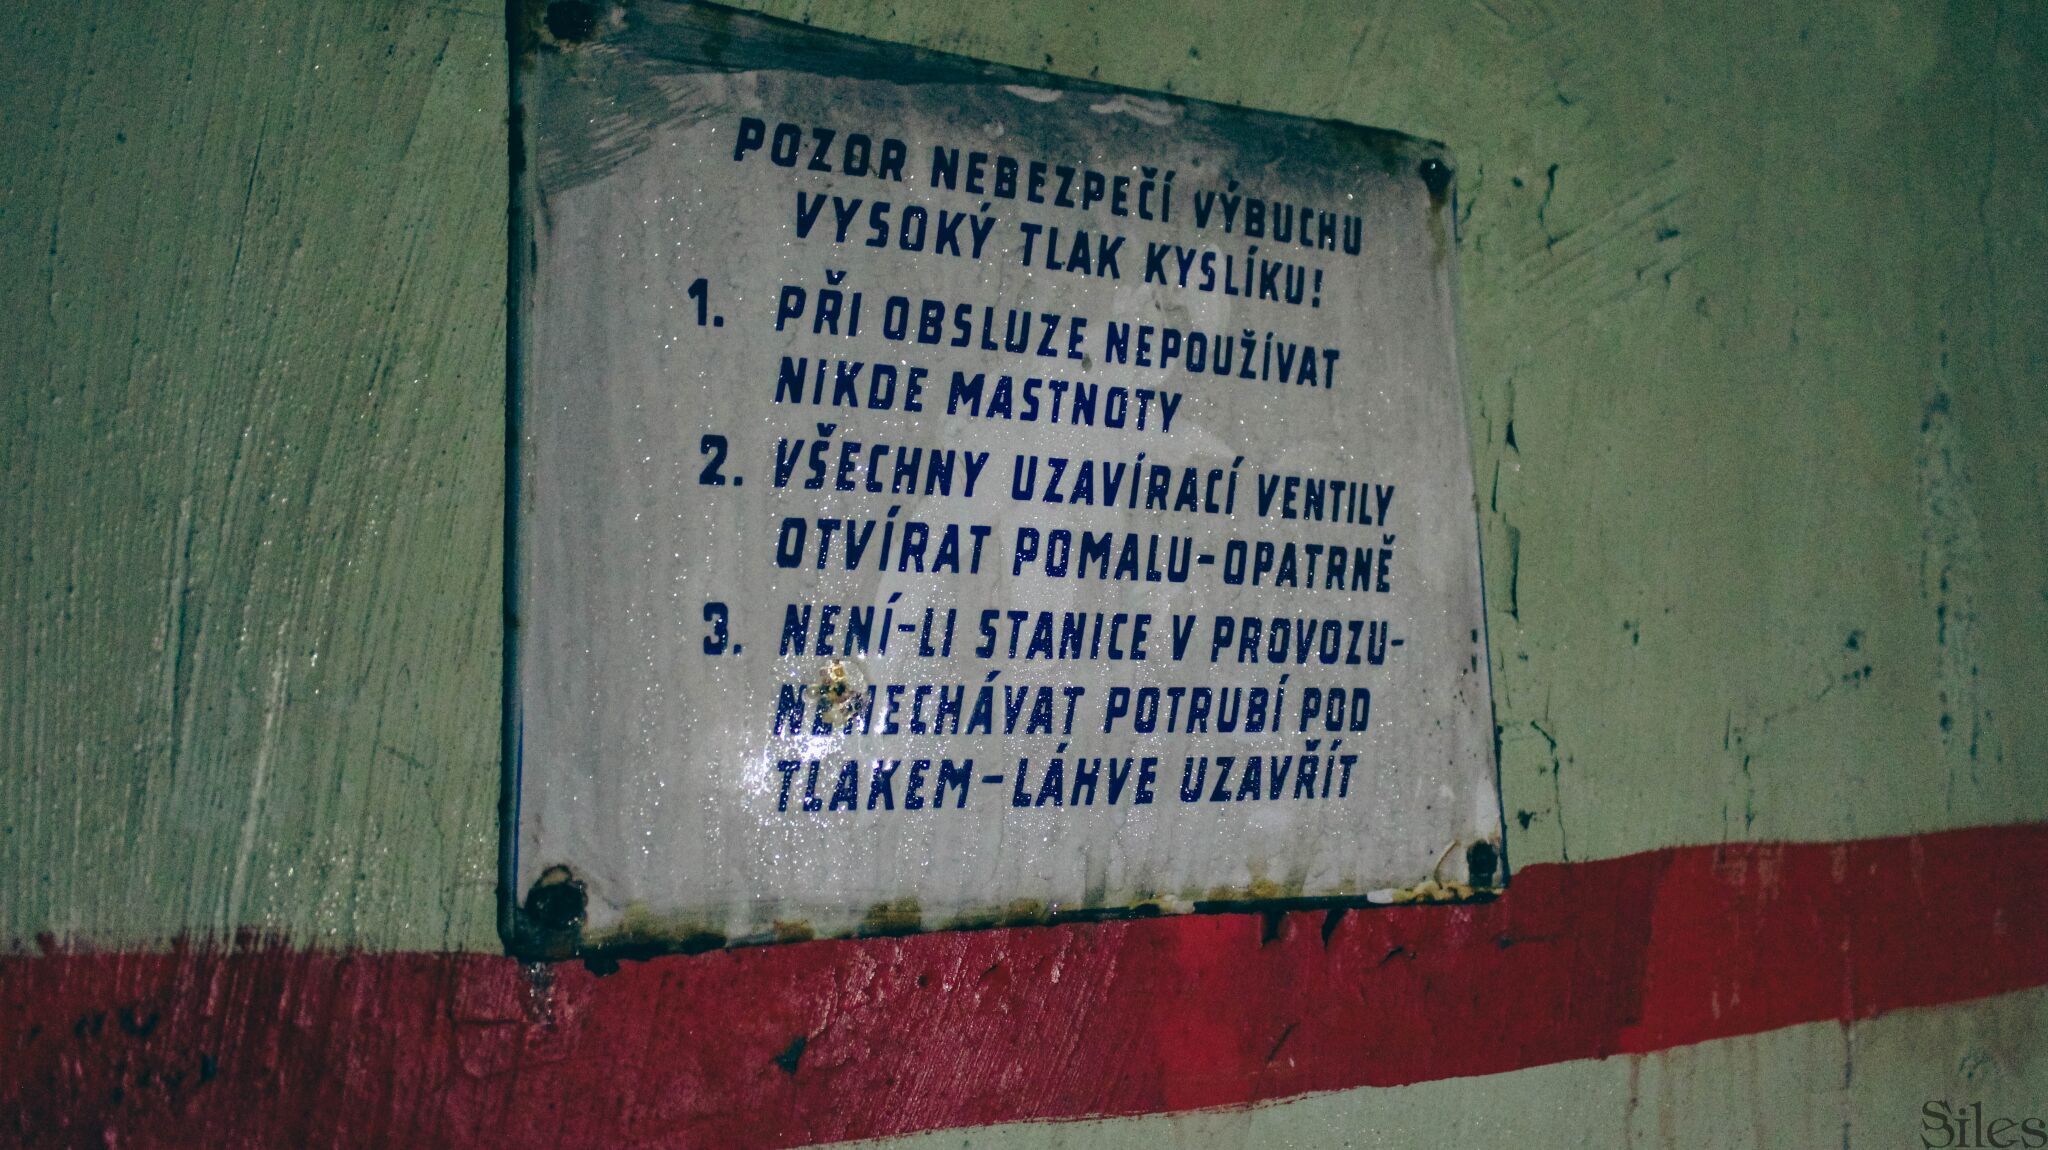 POZOR NEBEZPEČÍ VÝBUCHU
VYSOKÝ TLAK KYSLÍKU!
1. PŘI OBSLUZE NEPOUŽÍVAT
NIKDE MASTNOTY
2. VŠECHNY UZAVÍRACÍ VENTILY
OTVÍRAT POMALU-OPATRNĚ
3. NENÍ-LI STANICE V PROVOZU-
NENECHÁVAT POTRUBÍ POD
TLAKEM-LÁHVE UZAVŘÍT
Siles